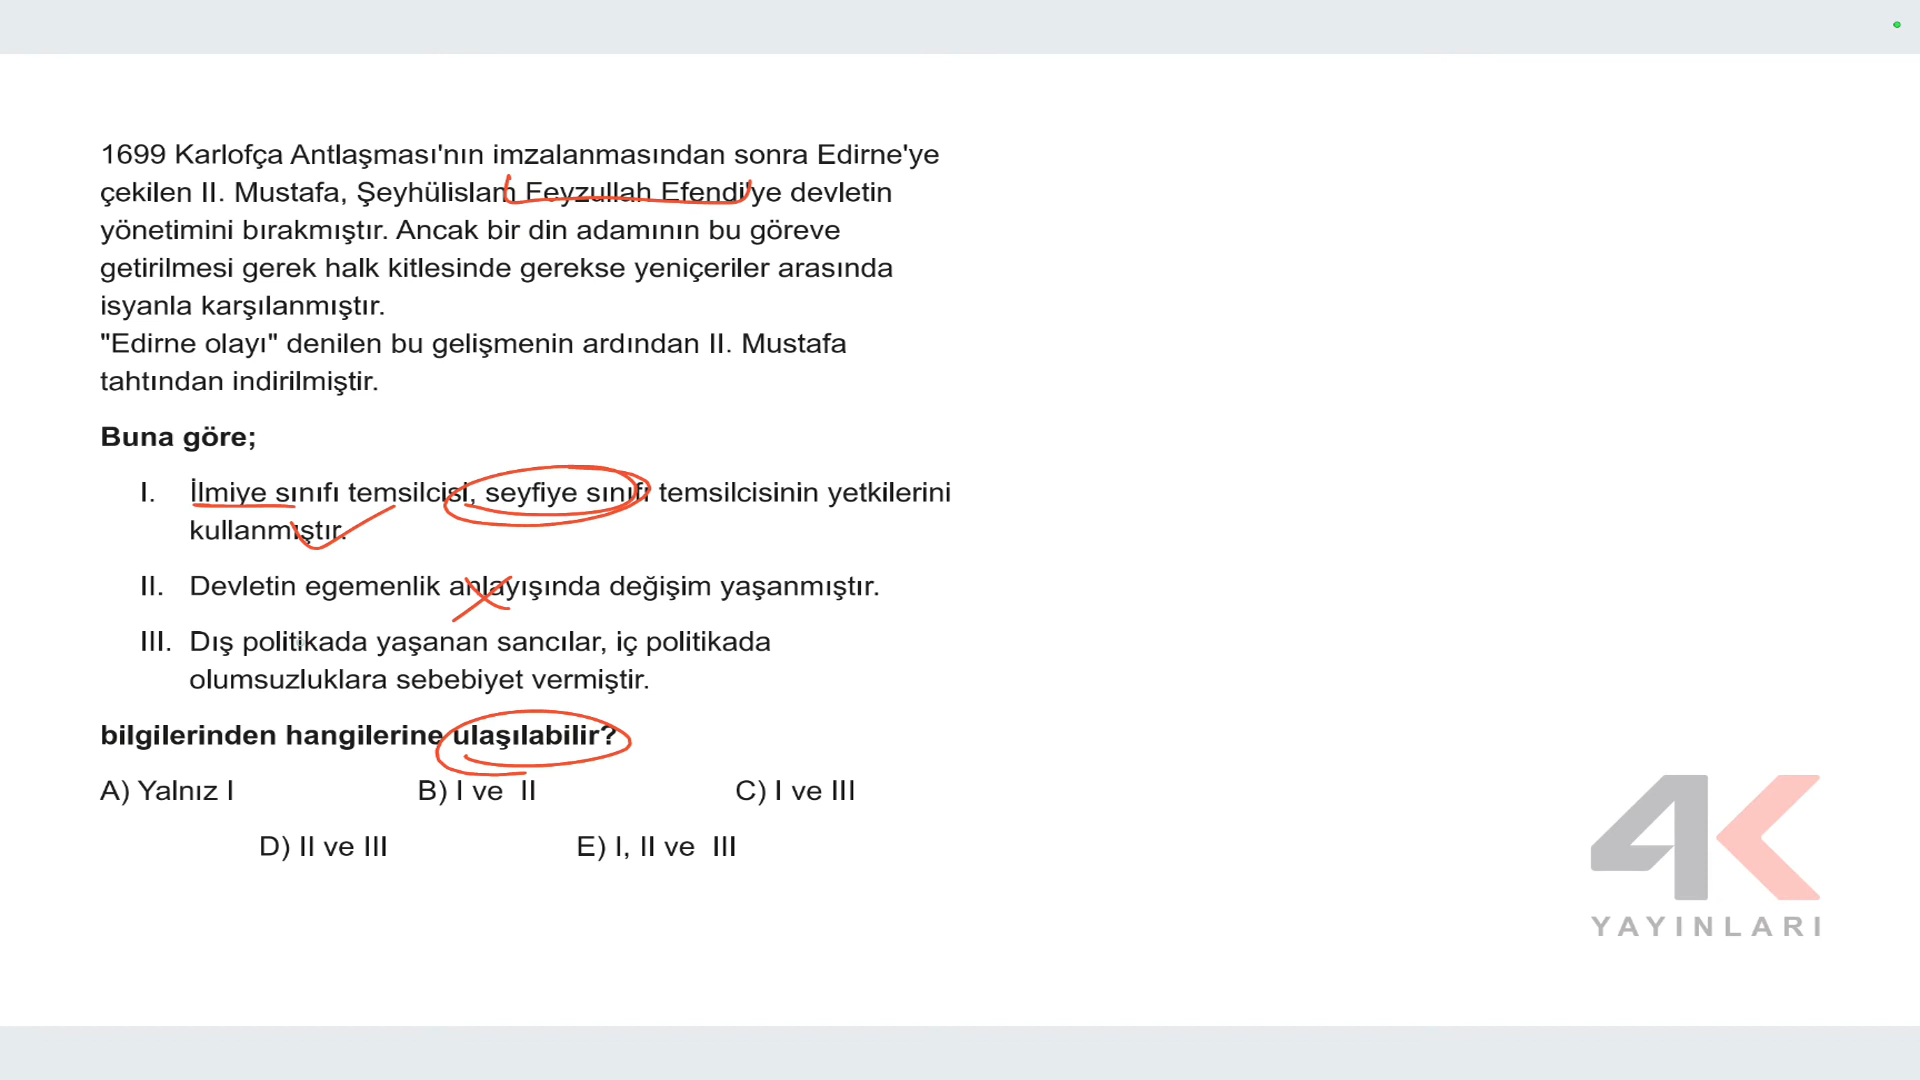 1699 Karlofça Antlaşması'nın imzalanmasından sonra Edirne'ye
çekilen II. Mustafa, Şeyhülislam Feyzullah Efendi'ye devletin
yönetimini bırakmıştır. Ancak bir din adamının bu göreve
getirilmesi gerek halk kitlesinde gerekse yeniçeriler arasında
isyanla karşılanmıştır.
"Edirne olayı" denilen bu gelişmenin ardından II. Mustafa
tahtından indirilmiştir.
Buna göre;
I. İlmiye sınıfı temsilcisi, seyfiye sınıfı temsilcisinin yetkilerini
kullanmıştır.
II. Devletin egemenlik anlayışında değişim yaşanmıştır.
III. Dış politikada yaşanan sancılar, iç politikada
olumsuzluklara sebebiyet vermiştir.
bilgilerinden hangilerine ulaşılabilir?
A) Yalnız I B) I ve II C) I ve III
D) II ve III E) I, II ve III
4K
YAYINLARI